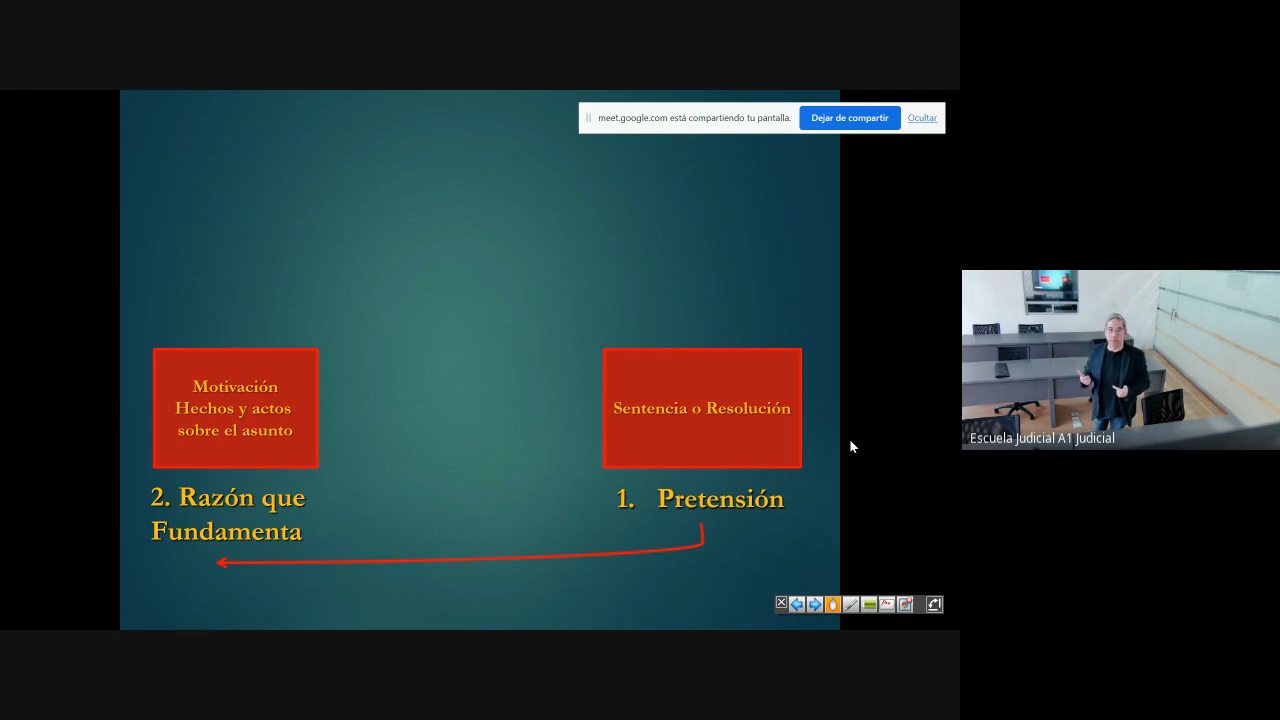 meet.google.com está compartiendo tu pantalla.
Dejar de compartir
Ocultar
Motivación
Hechos y actos
sobre el asunto
Sentencia o Resolución
2. Razón que
Fundamenta
1. Pretensión
Escuela Judicial A1 Judicial